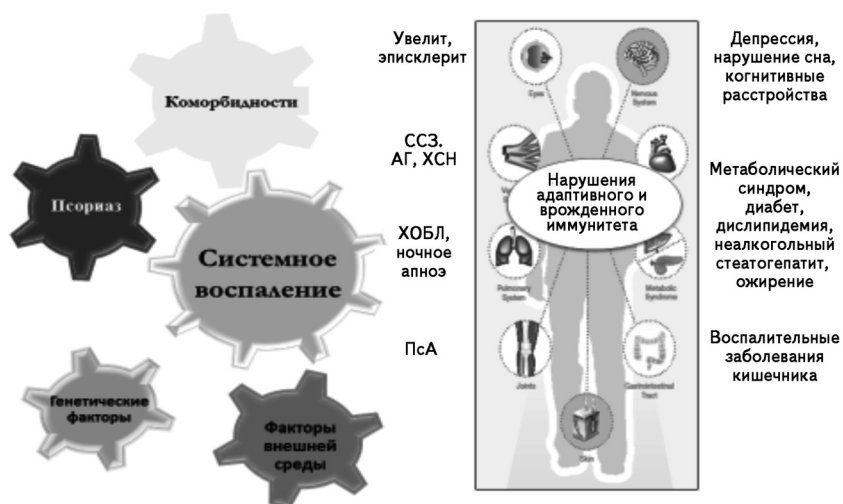 Коморбидности
Псориаз
Системное
воспаление
Генетические
факторы
Факторы
внешней
среды
Увелит,
эписклерит
ССЗ.
АГ, ХСН
ХОБЛ,
ночное
апноэ
ПсА
Eyes
Nervous
System
Нарушения
адаптивного и
врожденного
иммунитета
Pulmonary
System
Metabolic
Syndrome
Joints
Gastrointestinal
Tract
Skin
Депрессия,
нарушение сна,
когнитивные
расстройства
Метаболический
синдром,
диабет,
дислипидемия,
неалкогольный
стеатогепатит,
ожирение
Воспалительные
заболевания
кишечника